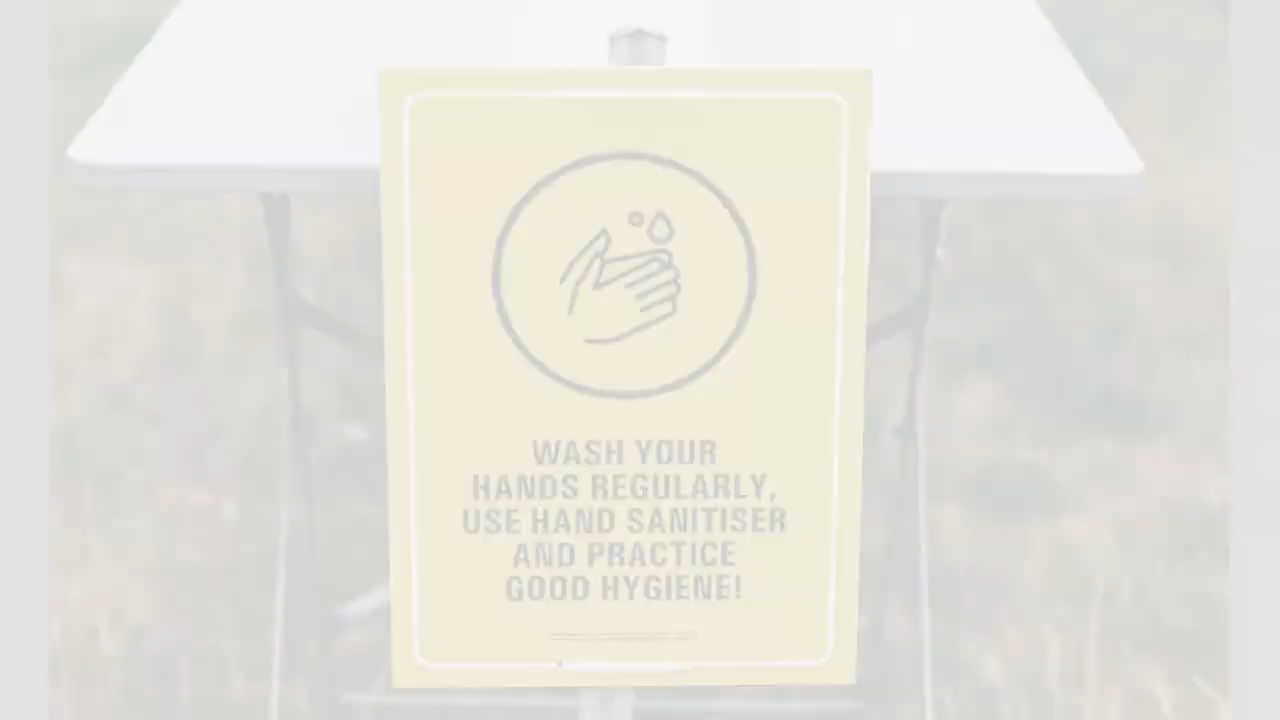 WASH YOUR
HANDS REGULARLY,
USE HAND SANITISER
AND PRACTICE
GOOD HYGIENE!